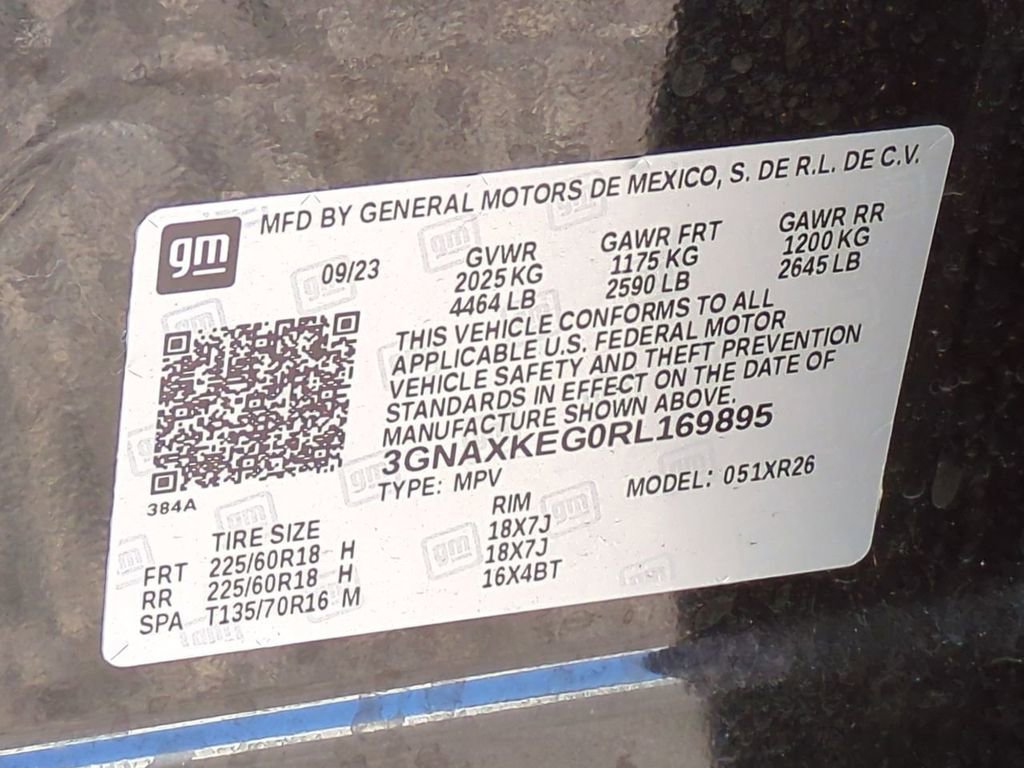 MFD BY GENERAL MOTORS DE MEXICO, S. DE R.L. DE C.V.
gm
09/23
GVWR GAWR FRT GAWR RR
2025 KG 1175 KG 1200 KG
4464 LB 2590 LB 2645 LB
THIS VEHICLE CONFORMS TO ALL
APPLICABLE U.S. FEDERAL MOTOR
VEHICLE SAFETY AND THEFT PREVENTION
STANDARDS IN EFFECT ON THE DATE OF
MANUFACTURE SHOWN ABOVE.
3GNAXKEG0RL169895
TYPE: MPV MODEL: 051XR26
384A
TIRE SIZE RIM
FRT 225/60R18 H 18X7J
RR 225/60R18 H 18X7J
SPA T135/70R16 M 16X4BT